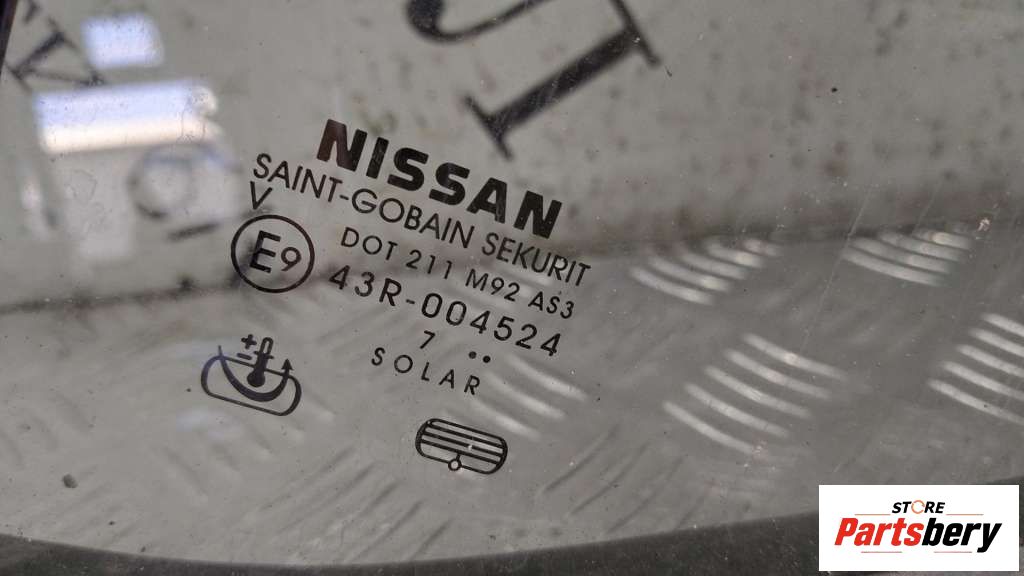 NISSAN
SAINT-GOBAIN SEKURIT
V
E9
DOT 211 M92 AS3
43R-004524
7 ••
SOLAR
STORE
Partsbery